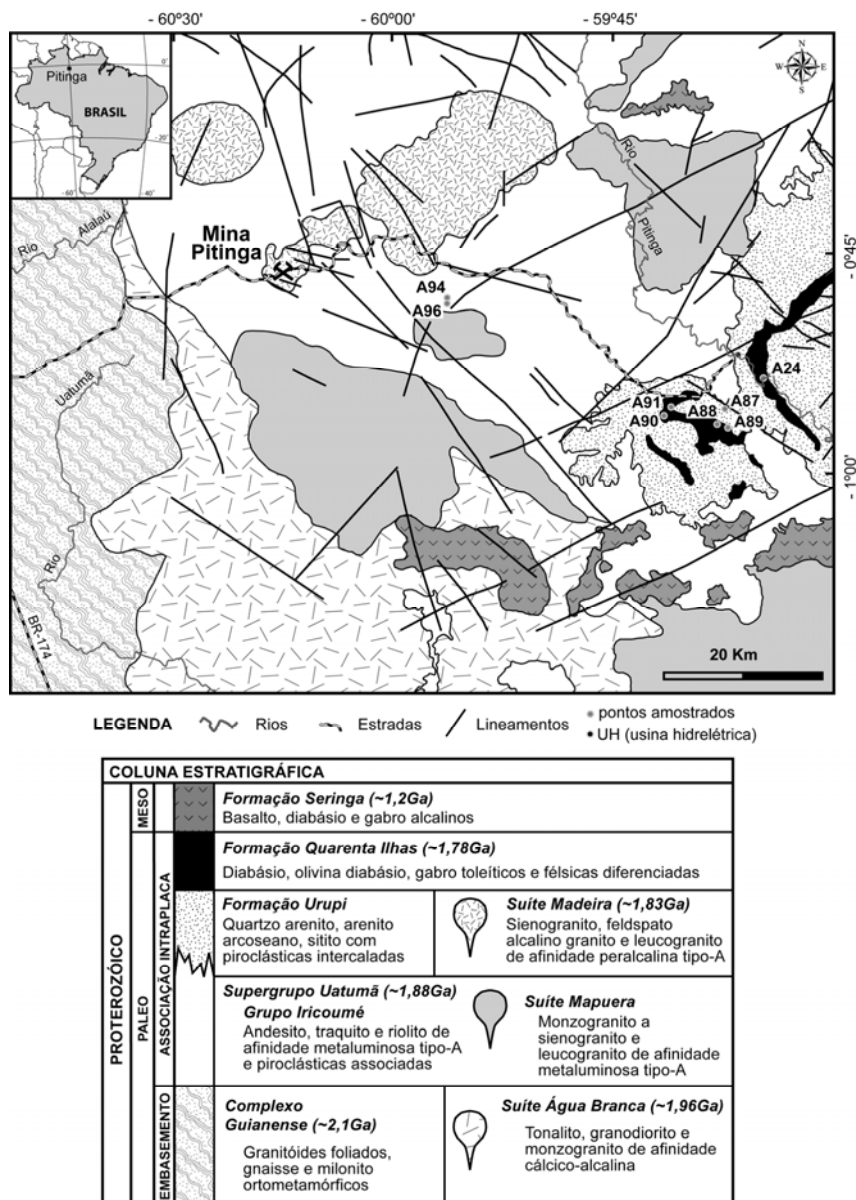 - 60°30'
- 60°00'
- 59°45'
Pitinga
BRASIL
0°
- 20°
- 60°
40°
N
W
E
S
Rio
Pitinga
Rio
Alalaú
Mina
Pitinga
- 0°45'
A94
A96
A24
A91
A87
A90
A88
A89
Uatumã
Rio
- 1°00'
BR-174
20 Km
LEGENDA
Rios
Estradas
Lineamentos
pontos amostrados
UH (usina hidrelétrica)
COLUNA ESTRATIGRÁFICA
PROTEROZÓICO
MESO
PALEO
ASSOCIAÇÃO INTRAPLACA
EMBASEMENTO
Formação Seringa (~1,2Ga)
Basalto, diabásio e gabro alcalinos
Formação Quarenta Ilhas (~1,78Ga)
Diabásio, olivina diabásio, gabro toleíticos e félsicas diferenciadas
Formação Urupi
Quartzo arenito, arenito
arcoseano, sitito com
piroclásticas intercaladas
Suíte Madeira (~1,83Ga)
Sienogranito, feldspato
alcalino granito e leucogranito
de afinidade peralcalina tipo-A
Supergrupo Uatumã (~1,88Ga)
Grupo Iricoumé
Andesito, traquito e riolito de
afinidade metaluminosa tipo-A
e piroclásticas associadas
Suíte Mapuera
Monzogranito a
sienogranito e
leucogranito de afinidade
metaluminosa tipo-A
Complexo
Guianense (~2,1Ga)
Granitóides foliados,
gnaisse e milonito
ortometamórficos
Suíte Água Branca (~1,96Ga)
Tonalito, granodiorito e
monzogranito de afinidade
cálcico-alcalina